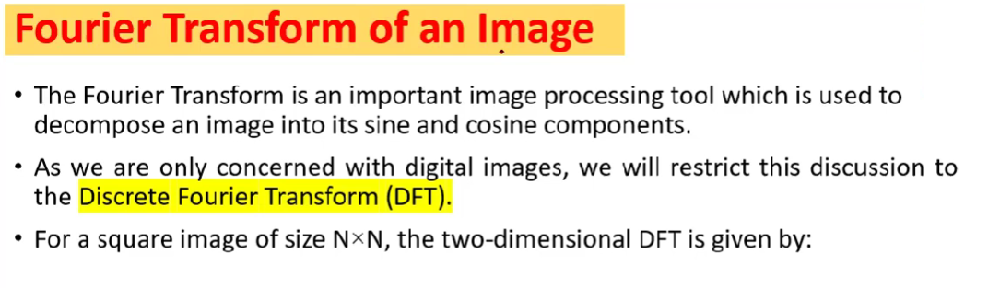 Fourier Transform of an Image
• The Fourier Transform is an important image processing tool which is used to
decompose an image into its sine and cosine components.
• As we are only concerned with digital images, we will restrict this discussion to
the Discrete Fourier Transform (DFT).
• For a square image of size N×N, the two-dimensional DFT is given by: